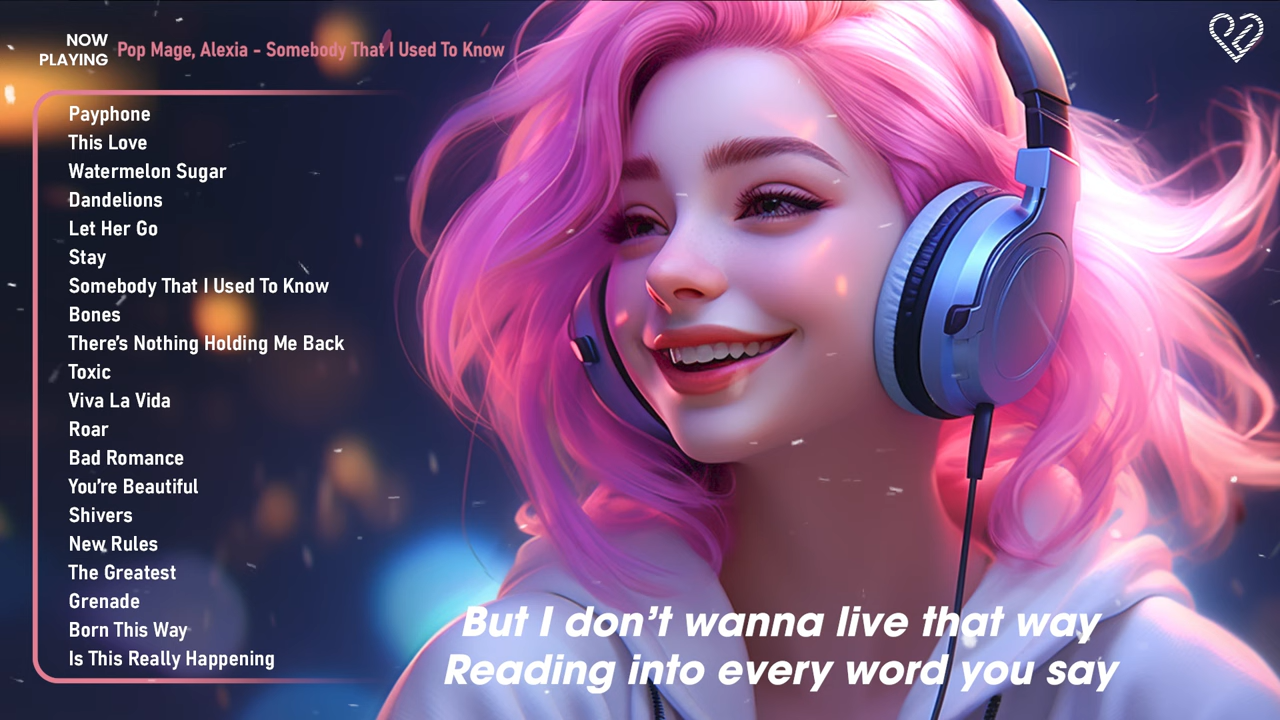 NOW
PLAYING
Pop Mage, Alexia - Somebody That I Used To Know
Payphone
This Love
Watermelon Sugar
Dandelions
Let Her Go
Stay
Somebody That I Used To Know
Bones
There's Nothing Holding Me Back
Toxic
Viva La Vida
Roar
Bad Romance
You're Beautiful
Shivers
New Rules
The Greatest
Grenade
Born This Way
Is This Really Happening
But I don't wanna live that way
Reading into every word you say